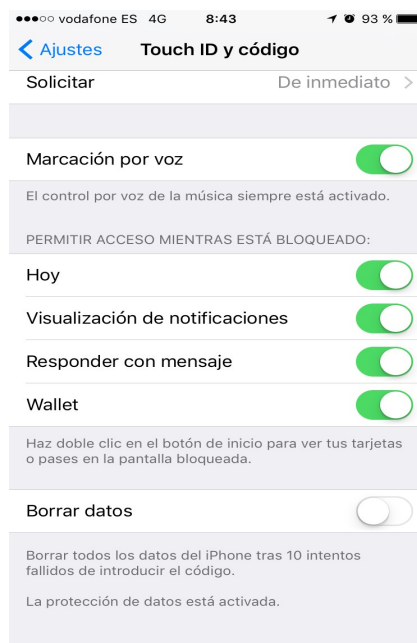 vodafone ES 4G 8:43 93 %
Ajustes Touch ID y código
Solicitar De inmediato
Marcación por voz
El control por voz de la música siempre está activado.
PERMITIR ACCESO MIENTRAS ESTÁ BLOQUEADO:
Hoy
Visualización de notificaciones
Responder con mensaje
Wallet
Haz doble clic en el botón de inicio para ver tus tarjetas
o pases en la pantalla bloqueada.
Borrar datos
Borrar todos los datos del iPhone tras 10 intentos
fallidos de introducir el código.
La protección de datos está activada.